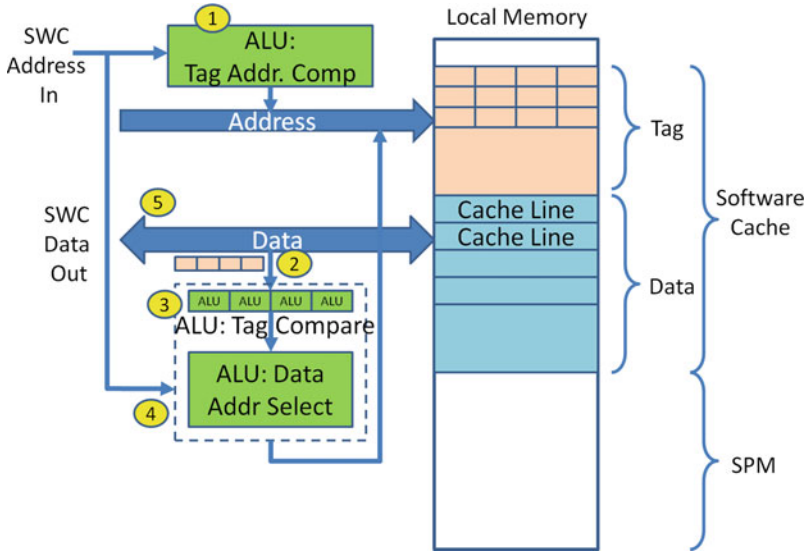 1
ALU:
Tag Addr. Comp
SWC
Address
In
Address
Local Memory
Tag
Software
Cache
5
SWC
Data
Out
Data
Cache Line
Cache Line
Data
2
3
ALU ALU ALU ALU
ALU: Tag Compare
4
ALU: Data
Addr Select
SPM